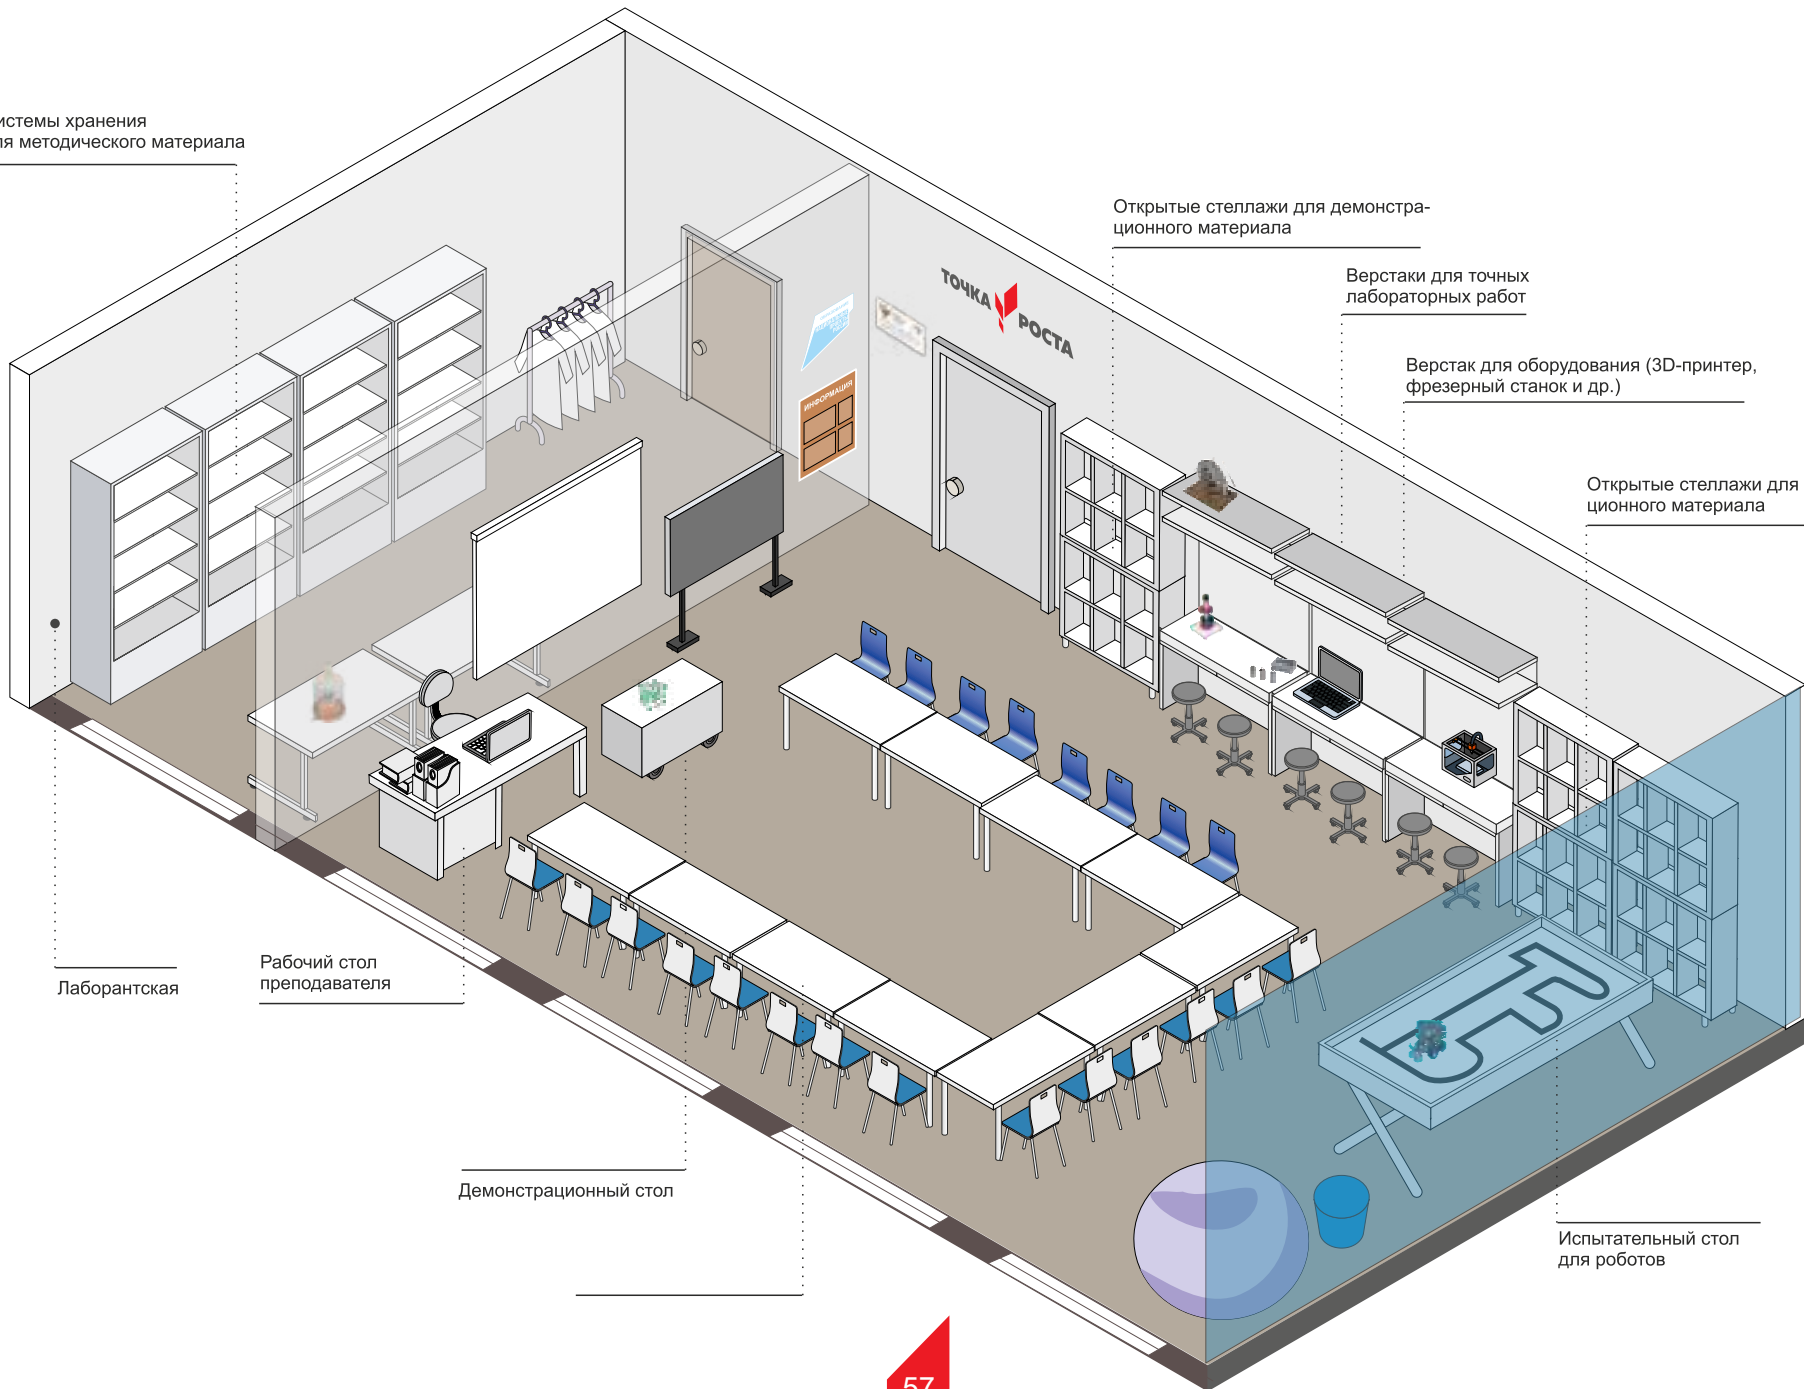 истемы хранения
ля методического материала
Открытые стеллажи для демонстра-
ционного материала
Верстаки для точных
лабораторных работ
Верстак для оборудования (3D-принтер,
фрезерный станок и др.)
Открытые стеллажи для
ционного материала
ТОЧКА
РОСТА
ИНФОРМАЦИЯ
Лаборантская
Рабочий стол
преподавателя
Демонстрационный стол
Испытательный стол
для роботов
57